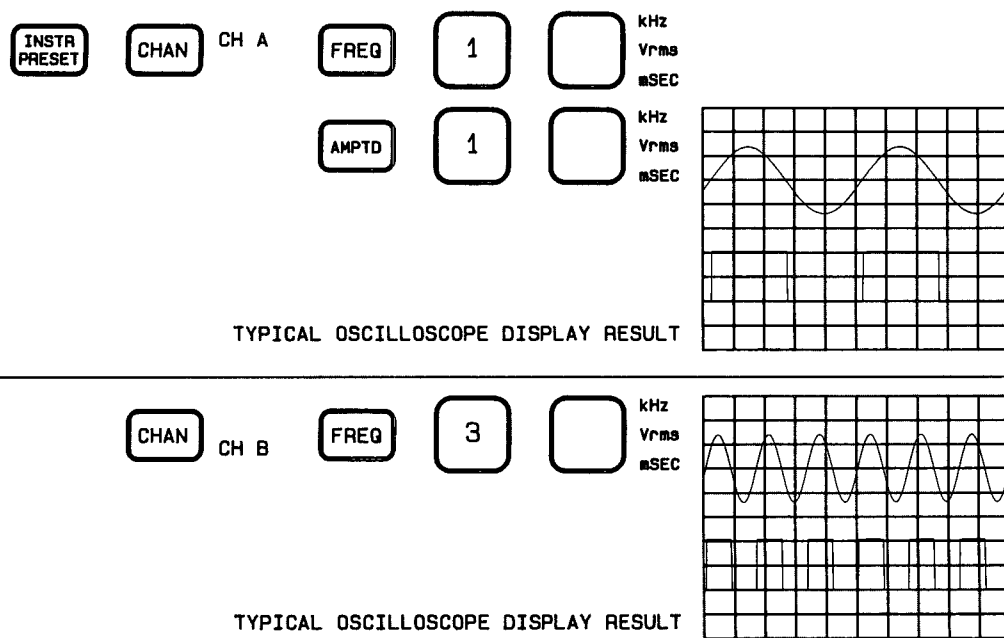 INSTR
PRESET
CHAN
CH A
FREQ
1
kHz
Vrms
mSEC
AMPTD
1
kHz
Vrms
mSEC
TYPICAL OSCILLOSCOPE DISPLAY RESULT
CHAN
CH B
FREQ
3
kHz
Vrms
mSEC
TYPICAL OSCILLOSCOPE DISPLAY RESULT